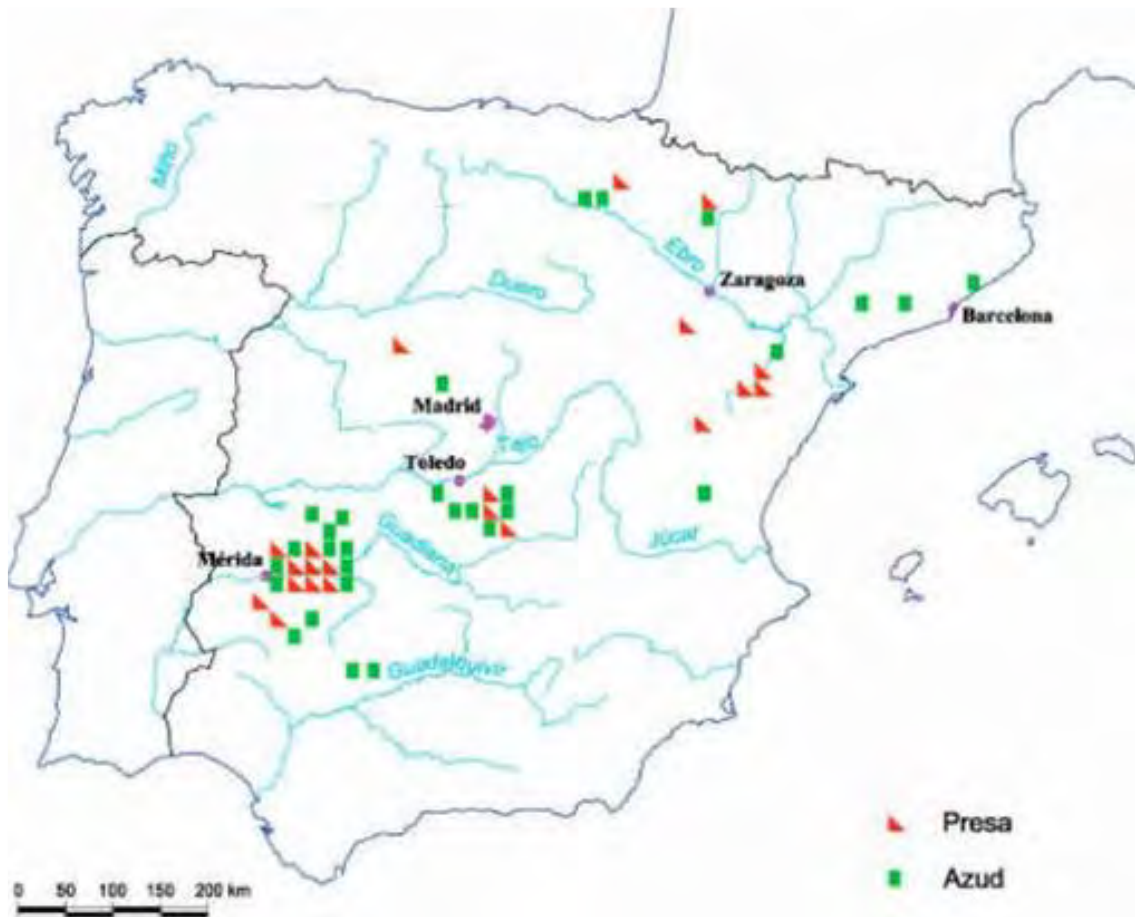 Miño
Duero
Ebro
Zaragoza
Barcelona
Madrid
Tajo
Toledo
Guadiana
Júcar
Mérida
Guadalquivir
Presa
Azud
0 50 100 150 200 km